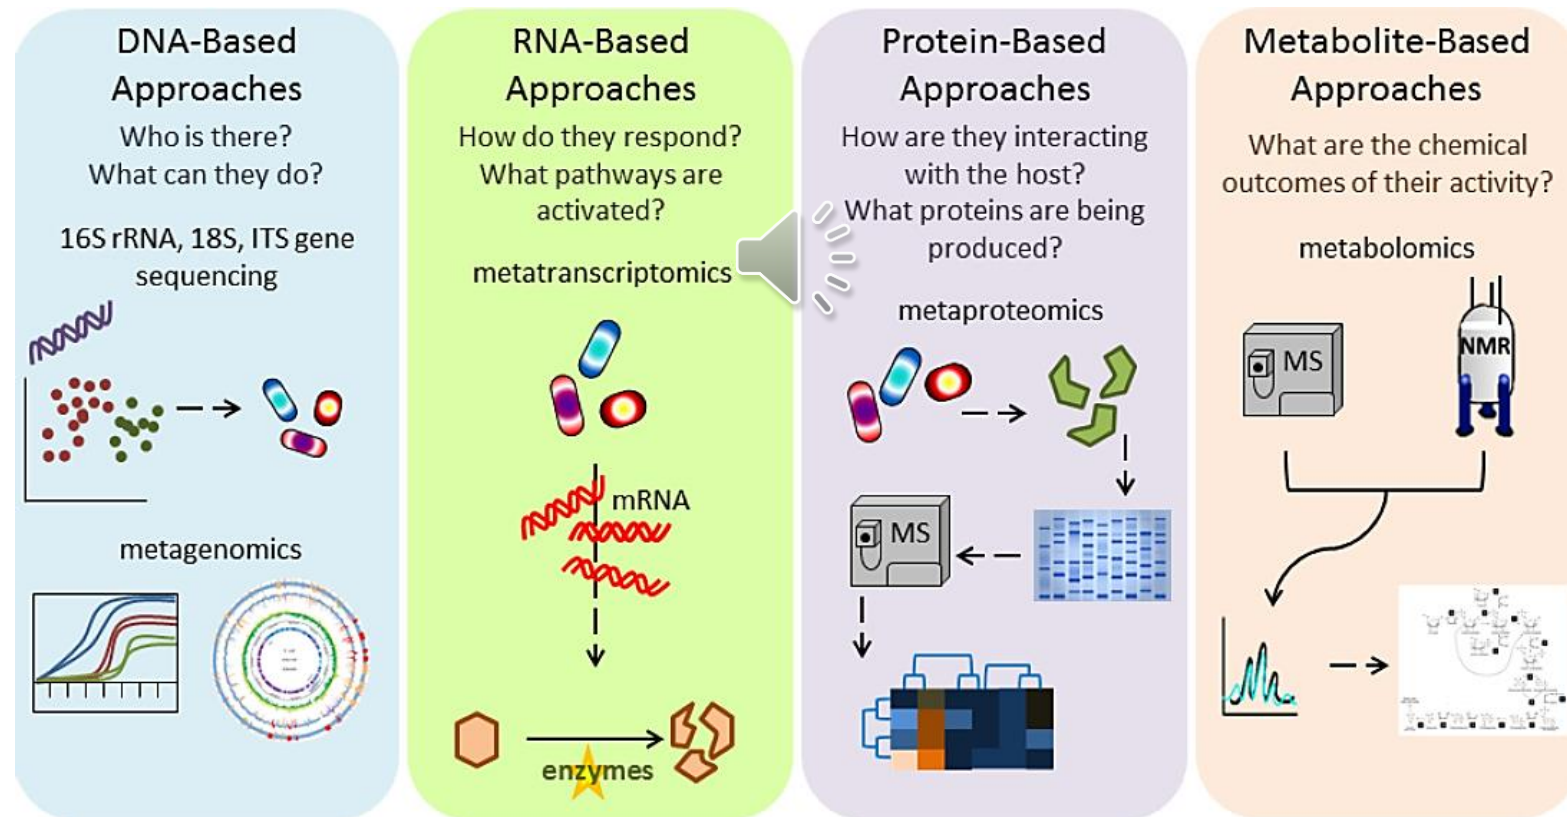 DNA-Based
Approaches
Who is there?
What can they do?
16S rRNA, 18S, ITS gene
sequencing
metagenomics
RNA-Based
Approaches
How do they respond?
What pathways are
activated?
metatranscriptomics
mRNA
enzymes
Protein-Based
Approaches
How are they interacting
with the host?
What proteins are being
produced?
metaproteomics
MS
Metabolite-Based
Approaches
What are the chemical
outcomes of their activity?
metabolomics
MS
NMR